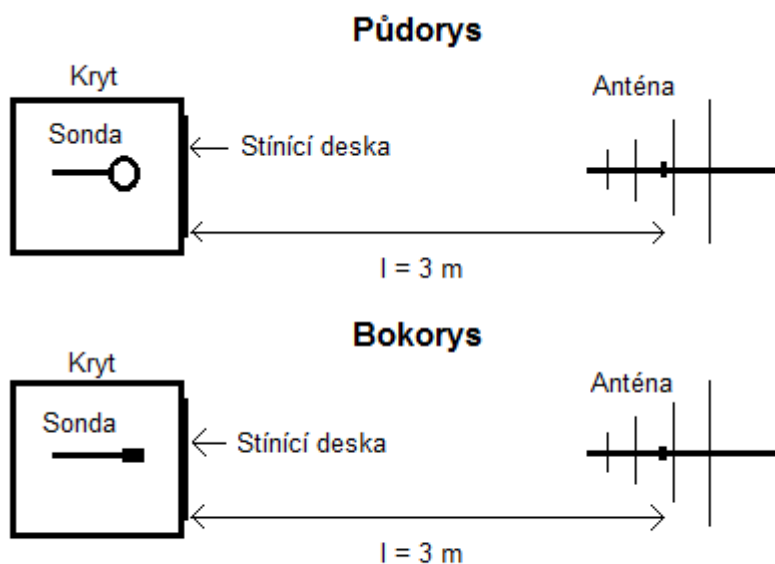 Půdorys
Kryt
Anténa
Sonda
Stínící deska
l = 3 m
Bokorys
Kryt
Anténa
Sonda
Stínící deska
l = 3 m